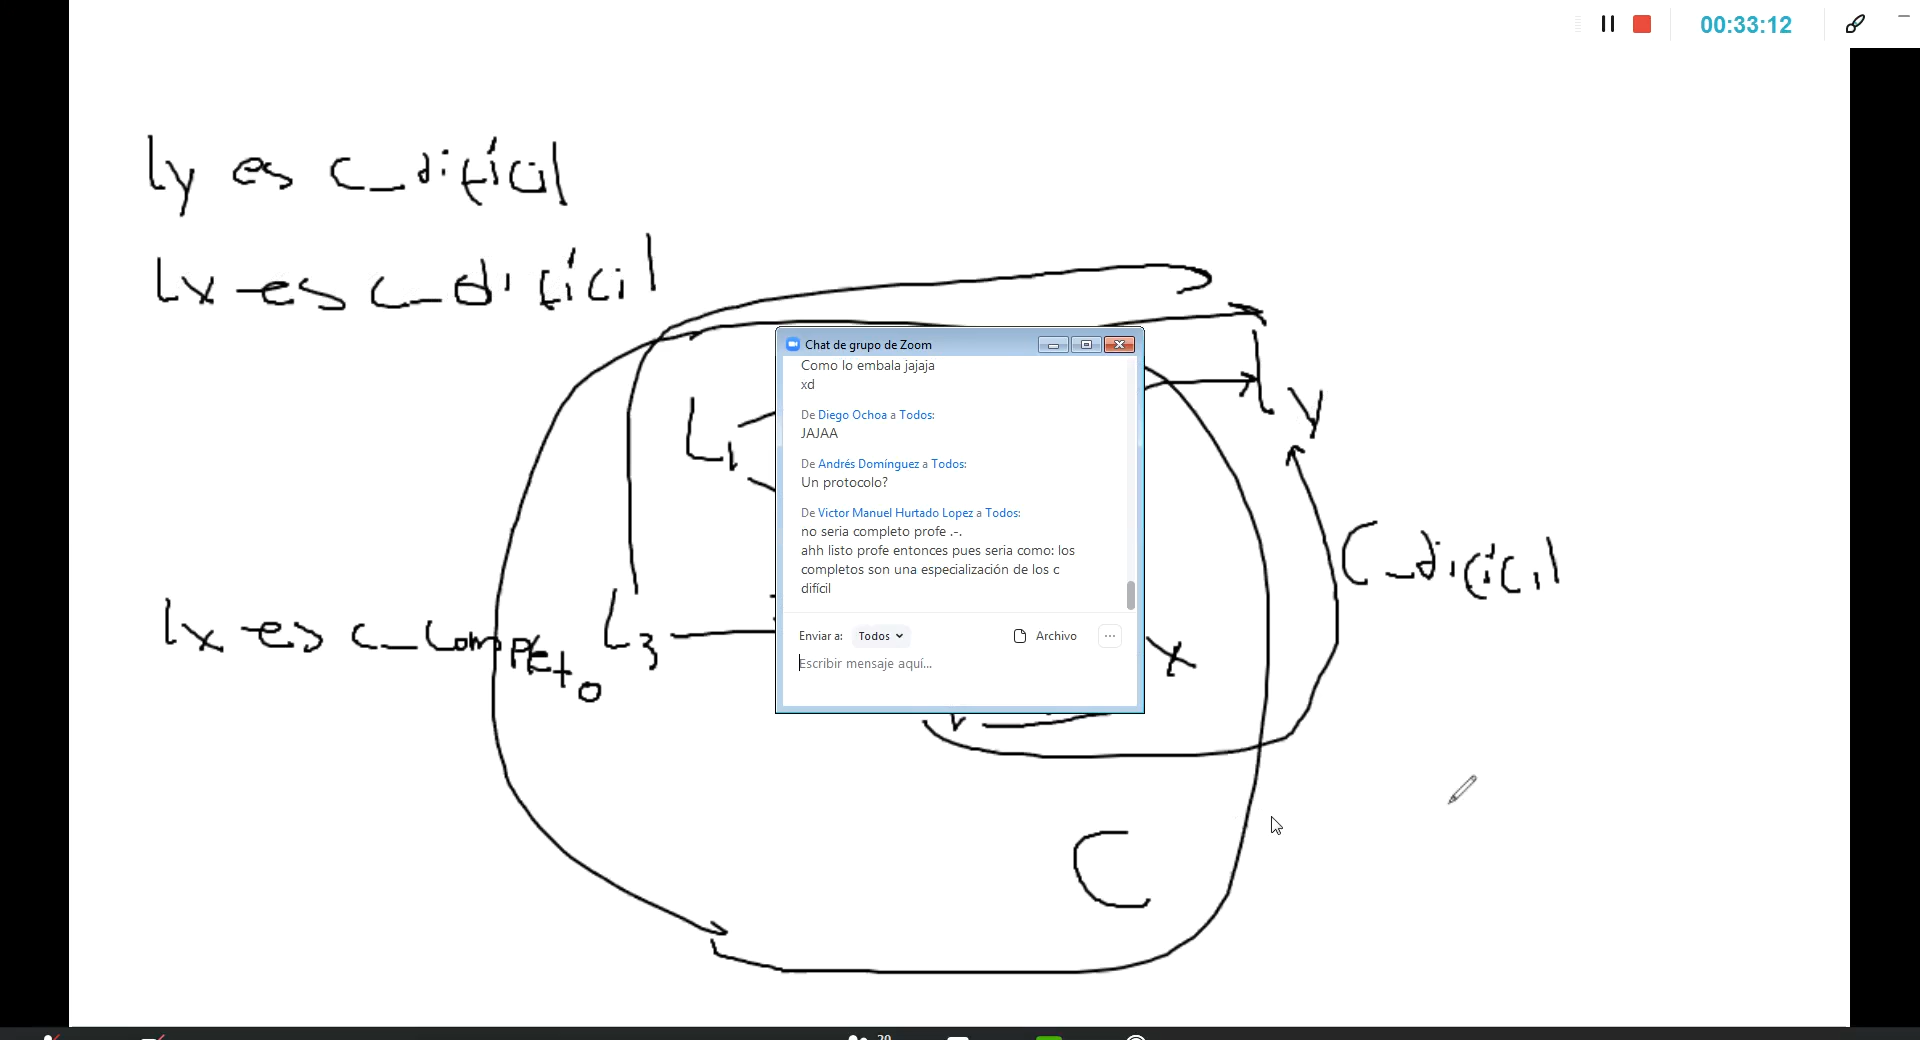 00:33:12
Ly es C_difícil
Lx es C_difícil
Ly
L1
C_difícil
Lx es C_Completo
L3
x
C
Chat de grupo de Zoom
Como lo embala jajaja
xd
De Diego Ochoa a Todos:
JAJAA
De Andrés Domínguez a Todos:
Un protocolo?
De Victor Manuel Hurtado Lopez a Todos:
no seria completo profe .-.
ahh listo profe entonces pues seria como: los
completos son una especialización de los c
difícil
Enviar a: Todos Archivo ...
Escribir mensaje aquí...